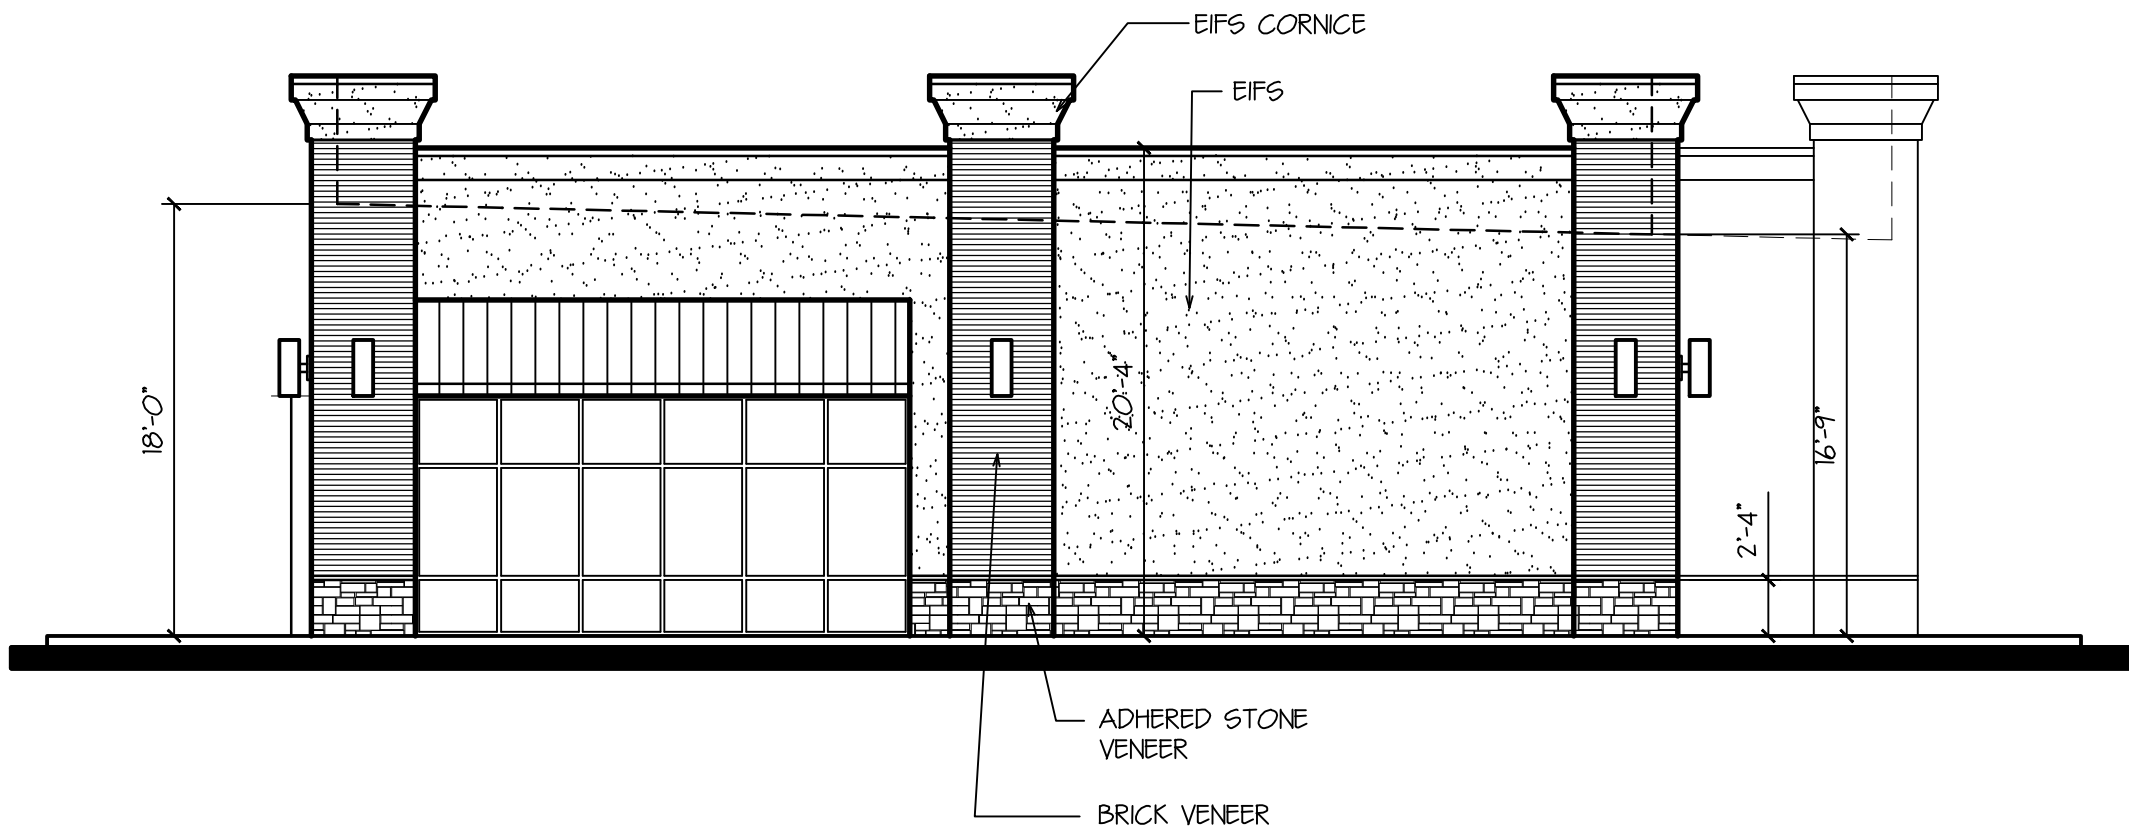 EIFS CORNICE
EIFS
18'-0"
20'-4"
16'-9"
2'-4"
ADHERED STONE
VENEER
BRICK VENEER